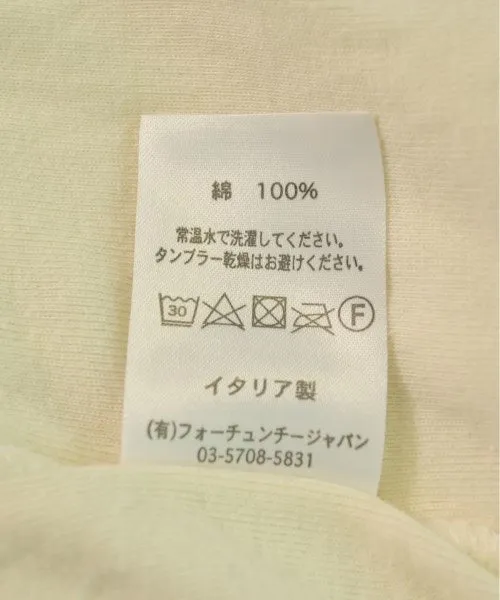 綿 100%
常温水で洗濯してください。
タンブラー乾燥はお避けください。
30 F
イタリア製
(有)フォーチュンチージャパン
03-5708-5831